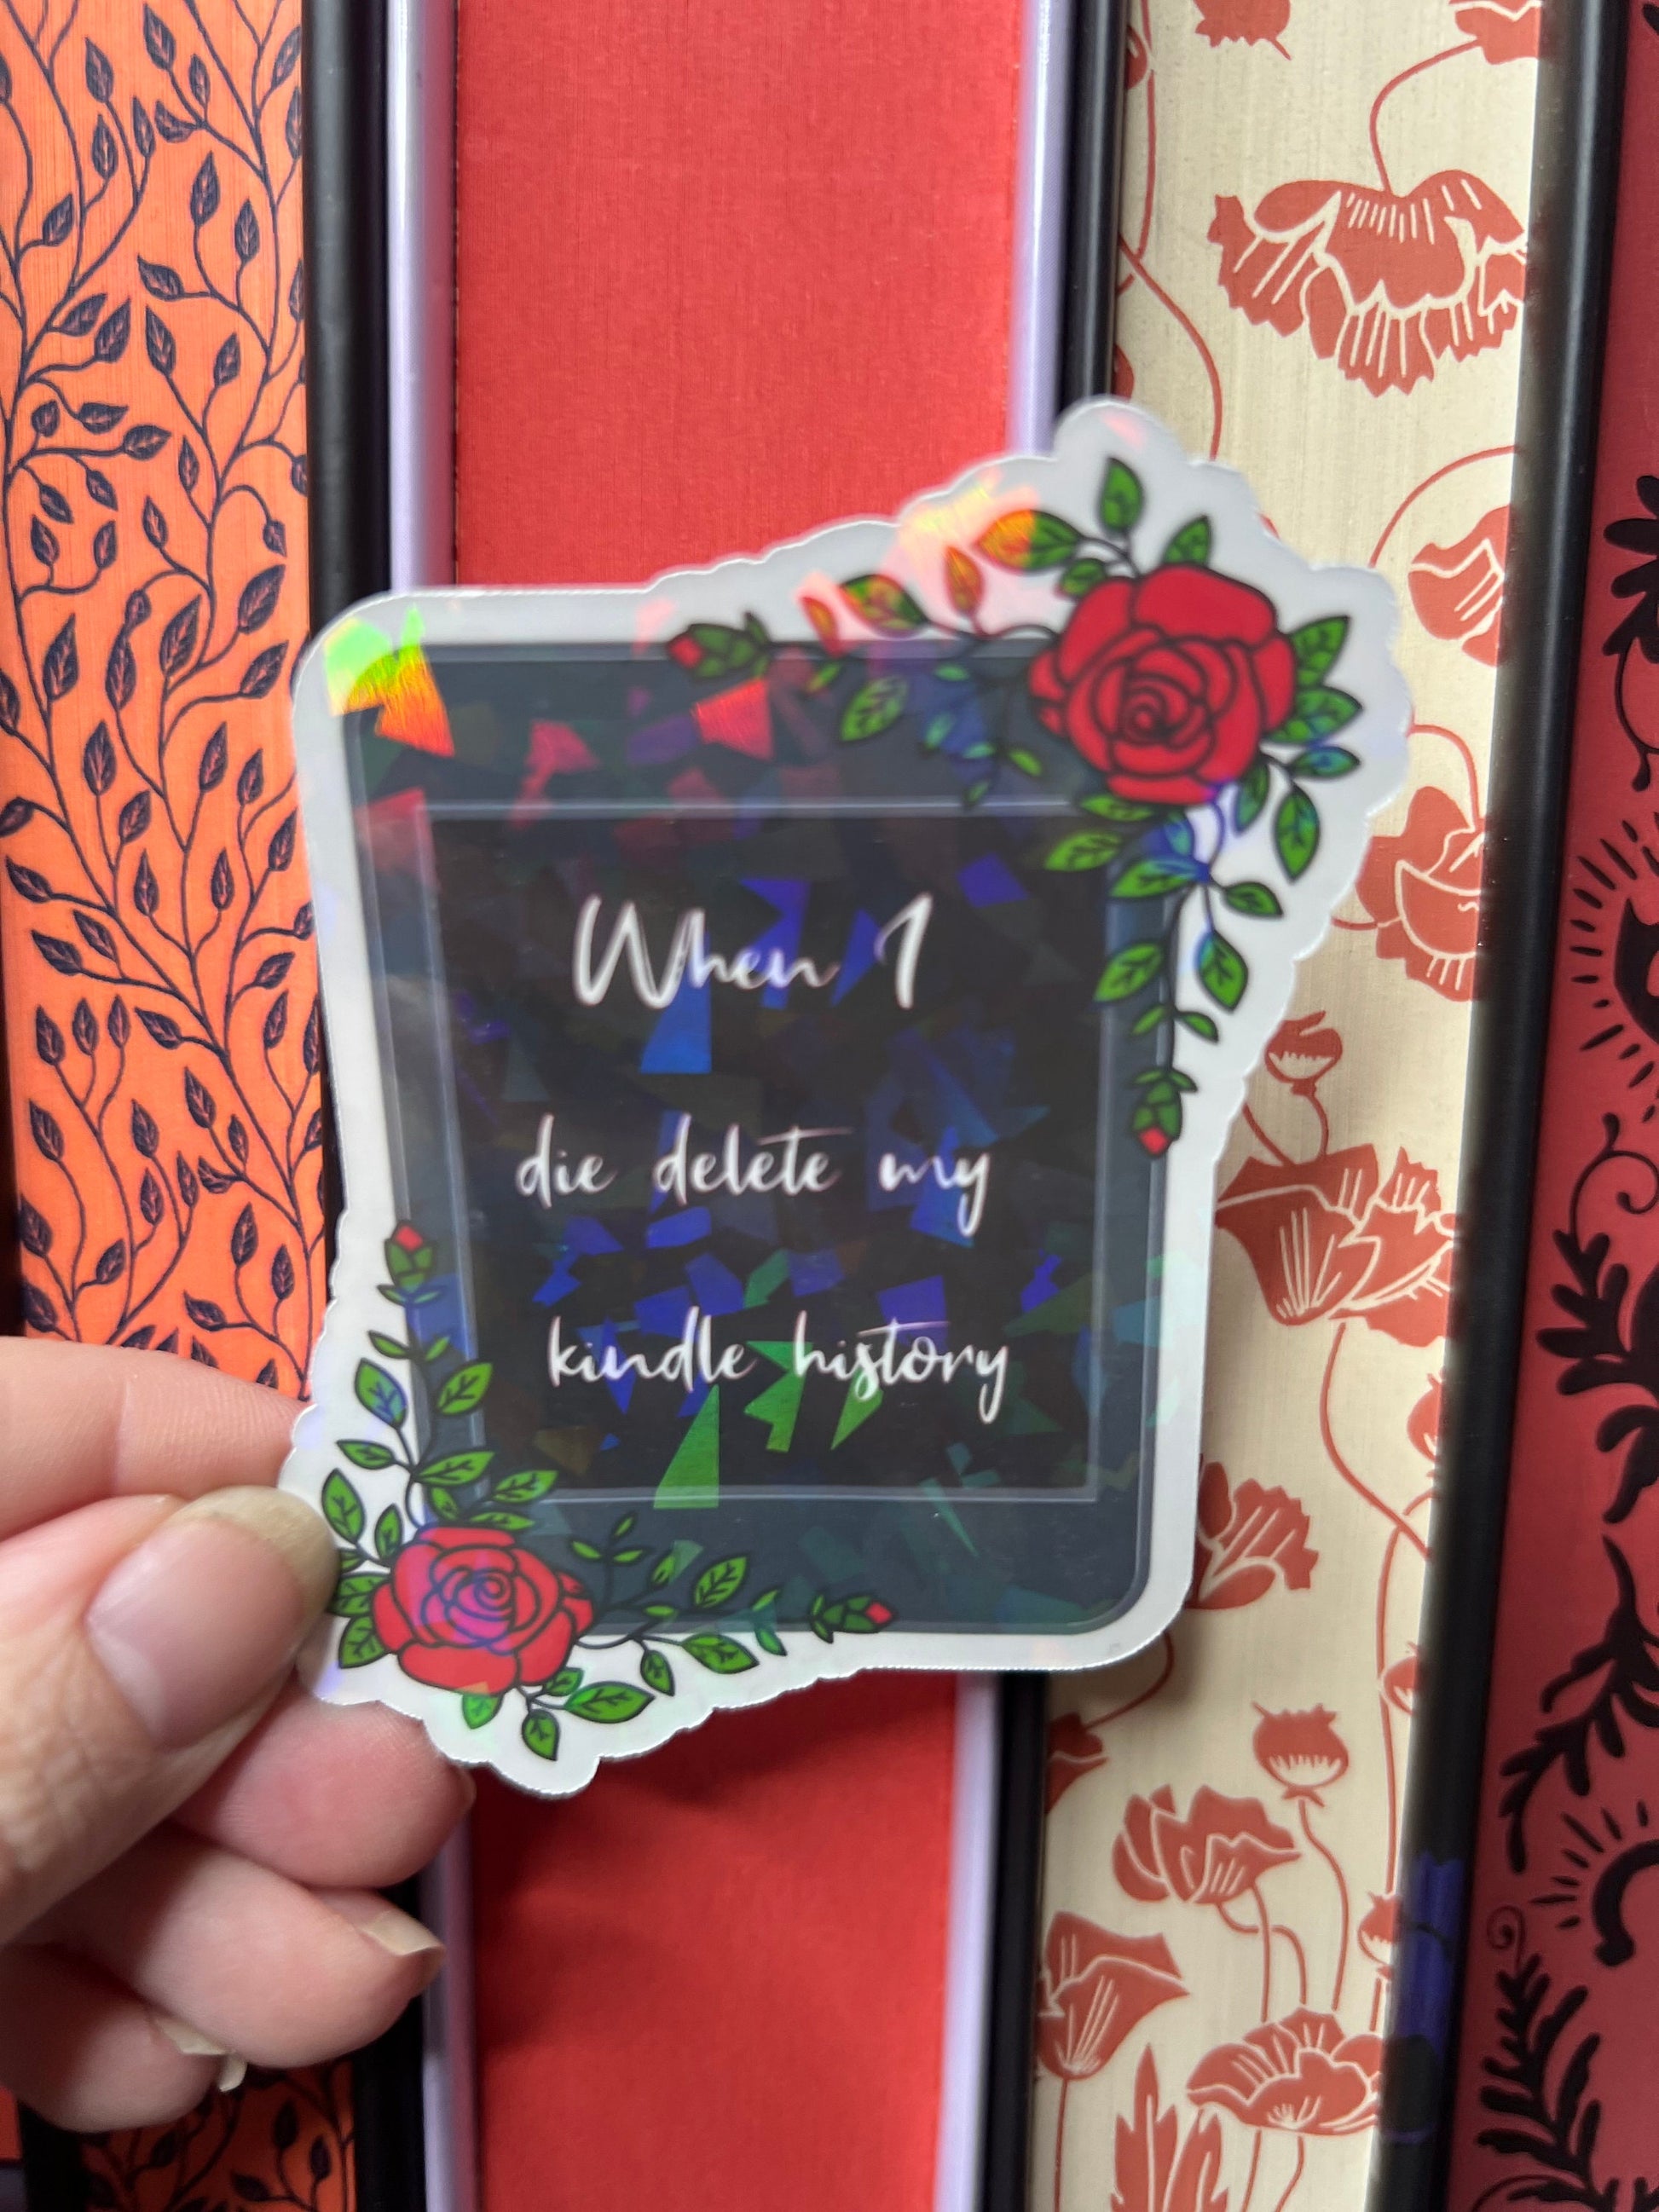 When I
die delete my
kindle history